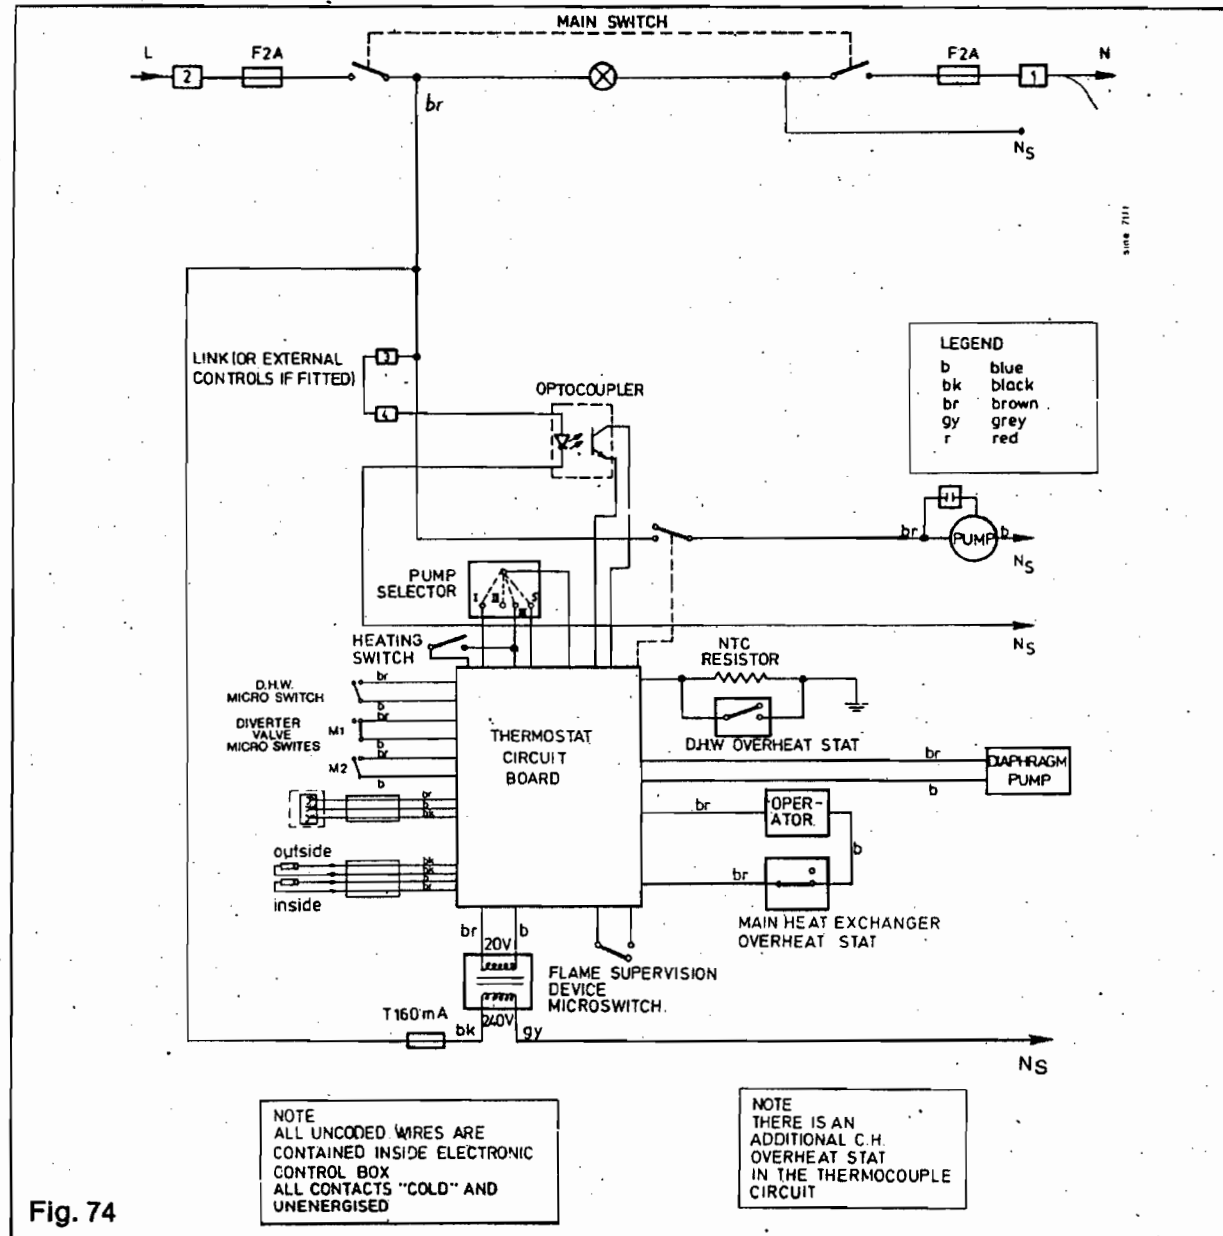 MAIN SWITCH
L
2
F2A
F2A
1
N
br
NS
sine 7111
LINK (OR EXTERNAL
CONTROLS IF FITTED)
3
4
OPTOCOUPLER
LEGEND
b blue
bk black
br brown
gy grey
r red
br
PUMP
b
NS
PUMP
SELECTOR
I
II
III
S
NS
HEATING
SWITCH
NTC
RESISTOR
D.H.W.
MICRO SWITCH
br
b
DIVERTER
VALVE
MICRO SWITES
M1
br
b
M2
br
b
THERMOSTAT
CIRCUIT
BOARD
D.H.W OVERHEAT STAT
br
b
DIAPHRAGM
PUMP
br
b
bk
br
OPER-
ATOR.
b
outside
inside
bk
bk
b
br
br
MAIN HEAT EXCHANGER
OVERHEAT STAT
br
b
20V
240V
FLAME SUPERVISION
DEVICE
MICROSWITCH.
T160mA
bk
gy
NS
NOTE
ALL UNCODED WIRES ARE
CONTAINED INSIDE ELECTRONIC
CONTROL BOX
ALL CONTACTS "COLD" AND
UNENERGISED
NOTE
THERE IS AN
ADDITIONAL C.H.
OVERHEAT STAT
IN THE THERMOCOUPLE
CIRCUIT
Fig. 74